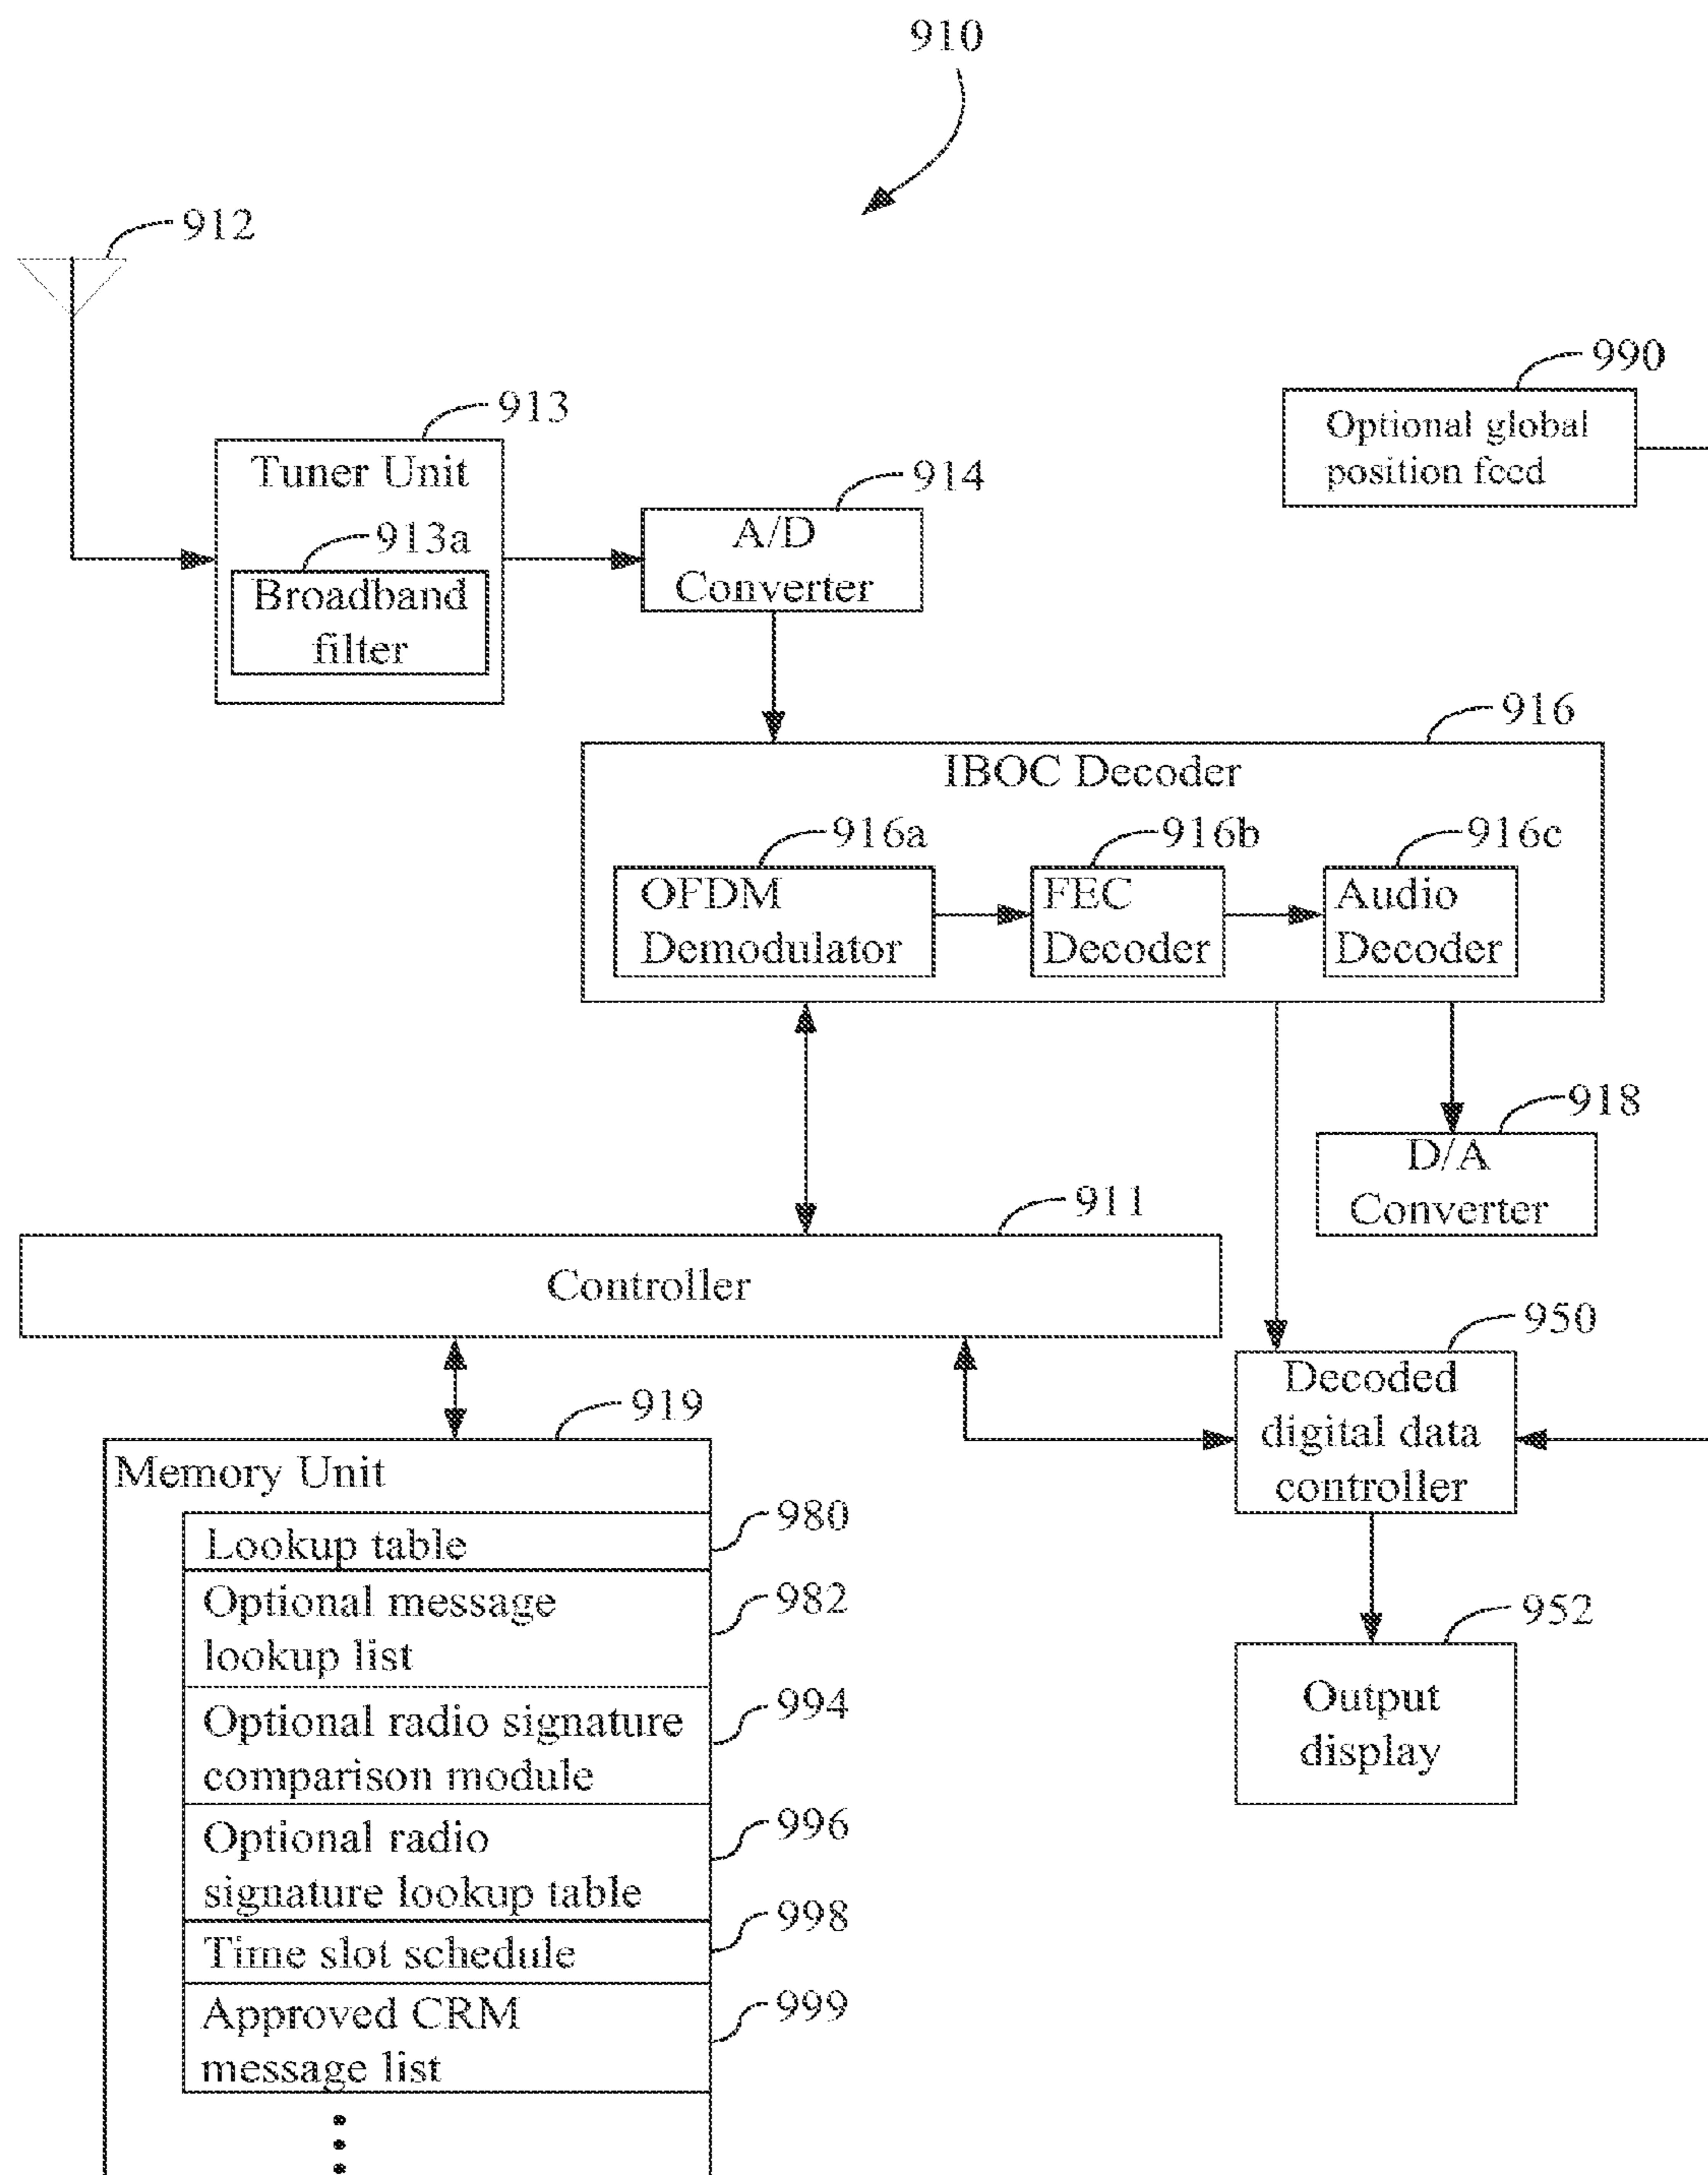 910
912
990
Optional global
position feed
913
Tuner Unit
913a
Broadband
filter
914
A/D
Converter
916
IBOC Decoder
916a
OFDM
Demodulator
916b
FEC
Decoder
916c
Audio
Decoder
918
D/A
Converter
911
Controller
950
Decoded
digital data
controller
919
Memory Unit
980
Lookup table
982
Optional message
lookup list
994
Optional radio signature
comparison module
996
Optional radio
signature lookup table
998
Time slot schedule
999
Approved CRM
message list
952
Output
display